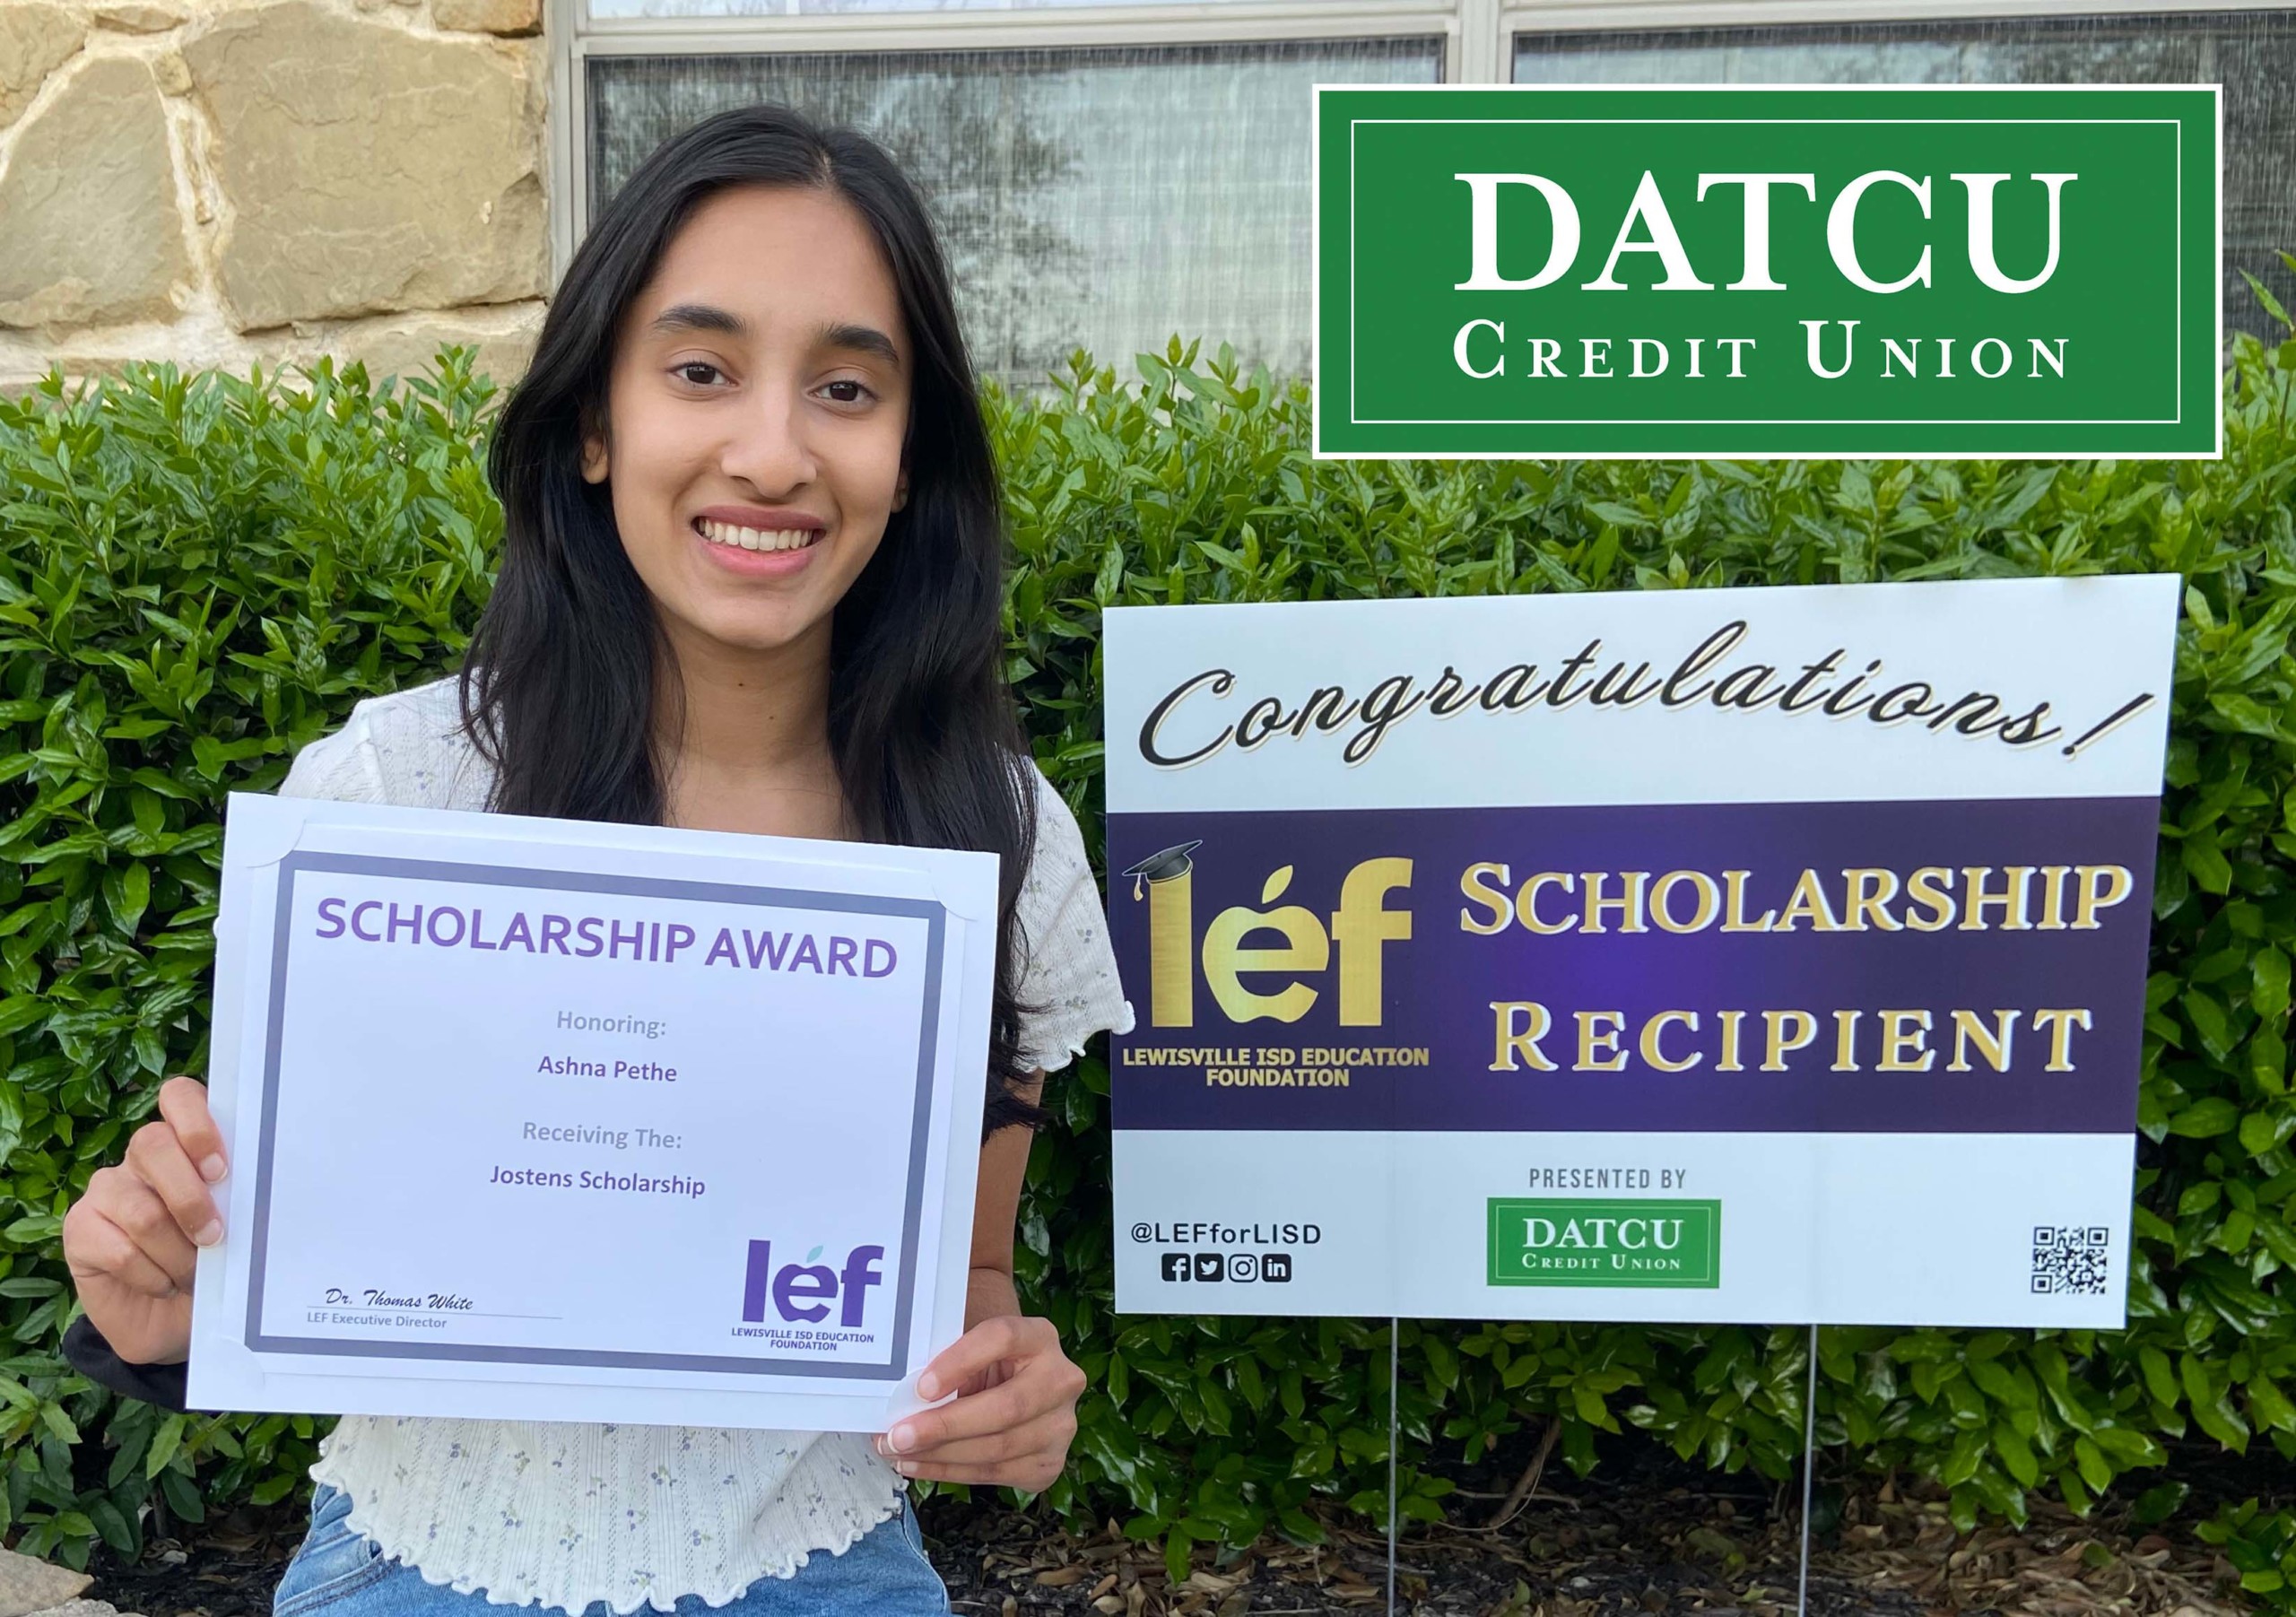 DATCU
CREDIT UNION
Congratulations!
léf
LEWISVILLE ISD EDUCATION
FOUNDATION
SCHOLARSHIP
RECIPIENT
PRESENTED BY
@LEFforLISD
DATCU
CREDIT UNION
SCHOLARSHIP AWARD
Honoring:
Ashna Pethe
Receiving The:
Jostens Scholarship
Dr. Thomas White
LEF Executive Director
léf
LEWISVILLE ISD EDUCATION
FOUNDATION